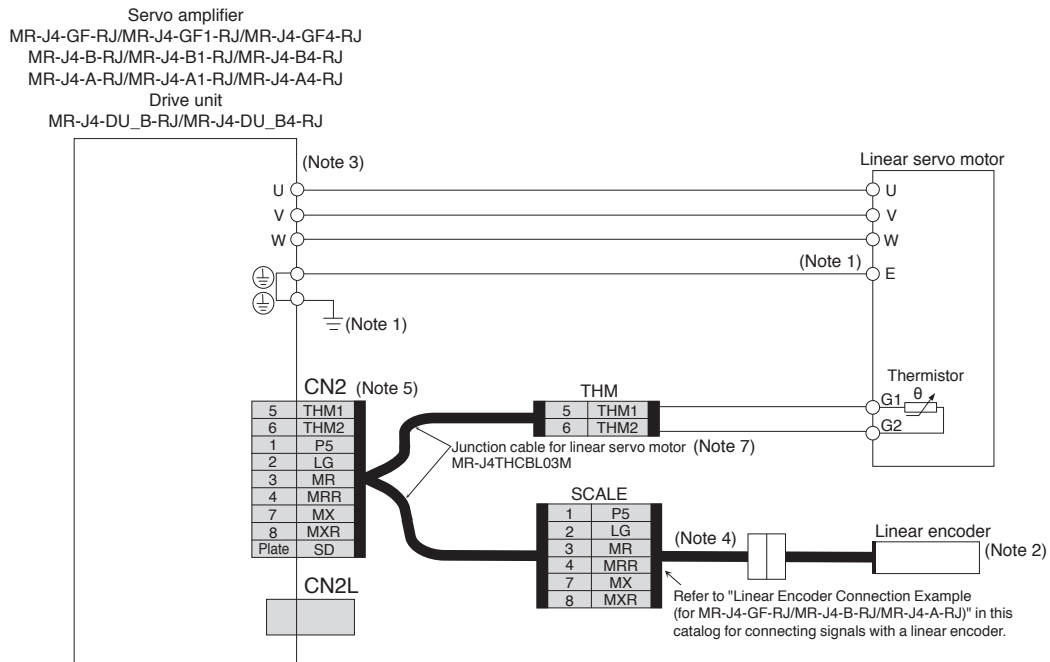 Servo amplifier
MR-J4-GF-RJ/MR-J4-GF1-RJ/MR-J4-GF4-RJ
MR-J4-B-RJ/MR-J4-B1-RJ/MR-J4-B4-RJ
MR-J4-A-RJ/MR-J4-A1-RJ/MR-J4-A4-RJ
Drive unit
MR-J4-DU_B-RJ/MR-J4-DU_B4-RJ
(Note 3)
Linear servo motor
U U
V V
W W
(Note 1)
E
(Note 1)
CN2 (Note 5)
5 THM1
6 THM2
1 P5
2 LG
3 MR
4 MRR
7 MX
8 MXR
Plate SD
THM
5 THM1
6 THM2
Thermistor
G1 θ
G2
Junction cable for linear servo motor (Note 7)
MR-J4THCBL03M
SCALE
1 P5
2 LG
3 MR
4 MRR
7 MX
8 MXR
(Note 4)
Linear encoder
(Note 2)
CN2L
Refer to "Linear Encoder Connection Example
(for MR-J4-GF-RJ/MR-J4-B-RJ/MR-J4-A-RJ)" in this
catalog for connecting signals with a linear encoder.